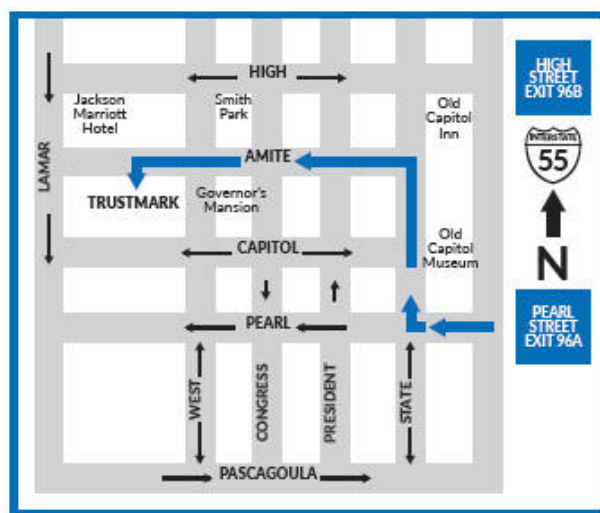 HIGH
HIGH
STREET
EXIT 96B
Jackson
Marriott
Hotel
Smith
Park
Old
Capitol
Inn
INTERSTATE
55
LAMAR
AMITE
TRUSTMARK
Governor's
Mansion
CAPITOL
Old
Capitol
Museum
N
PEARL
PEARL
STREET
EXIT 96A
WEST
CONGRESS
PRESIDENT
STATE
PASCAGOULA